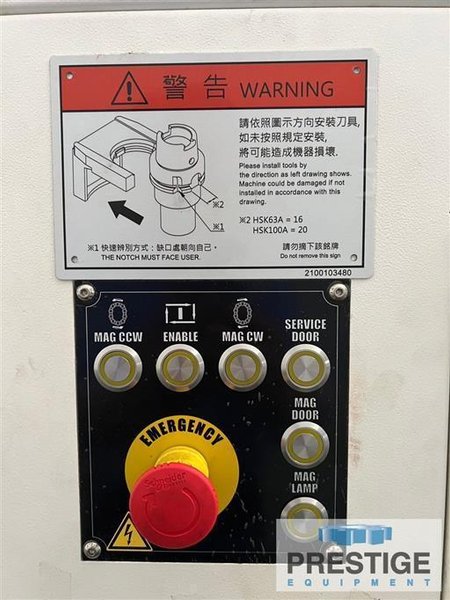 警告 WARNING
請依照圖示方向安裝刀具,
如未按照規定安裝,
將可能造成機器損壞.
Please install tools by
the direction as left drawing shows.
Machine could be damaged if not
installed in accordance with this
drawing.
※2
※1
※2 HSK63A = 16
HSK100A = 20
※1 快速辨別方式：缺口處朝向自己。
THE NOTCH MUST FACE USER.
請勿摘下該銘牌
Do not remove this sign
2100103480
MAG CCW
ENABLE
MAG CW
SERVICE
DOOR
MAG
DOOR
MAG
LAMP
EMERGENCY
Schneider
PRESTIGE
EQUIPMENT